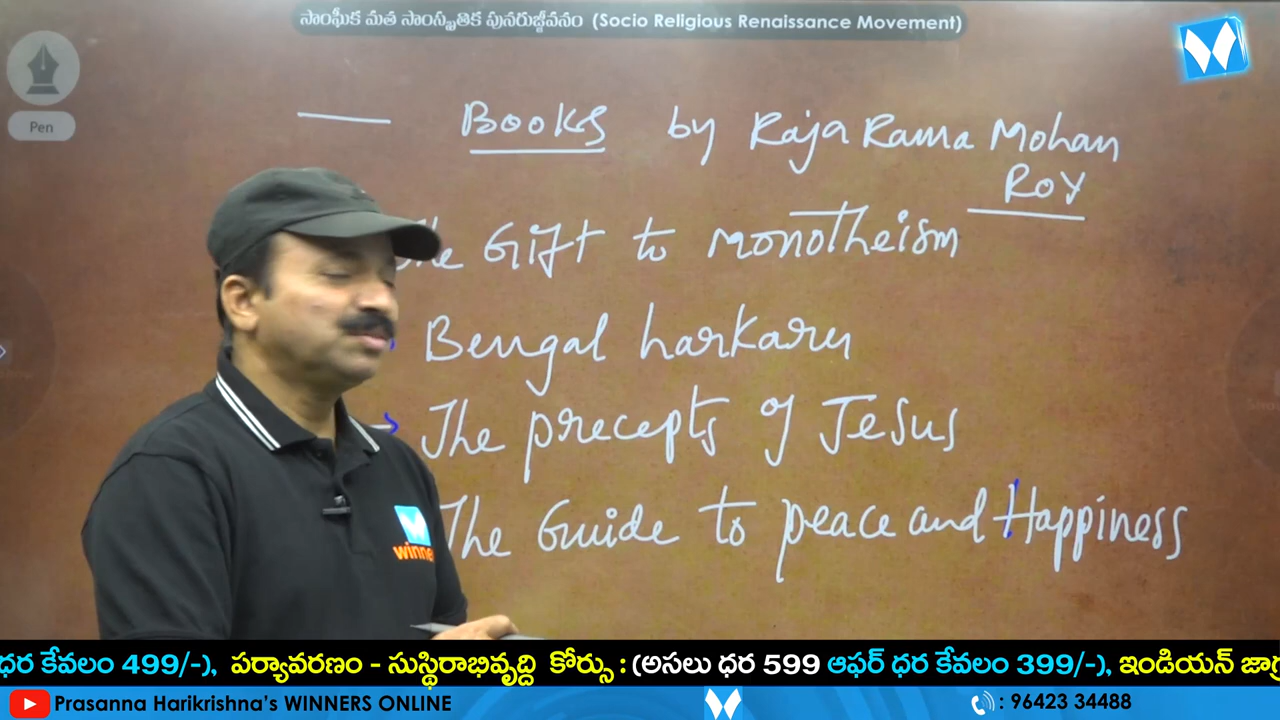 సాంఘీక మత సాంస్కృతిక పునరుజ్జీవనం (Socio Religious Renaissance Movement)
Pen
Books by Raja Rama Mohan
Roy
The Gift to monotheism
Bengal harkaru
The precepts of Jesus
The Guide to peace and Happiness
winne
ధర కేవలం 499/-), పర్యావరణం - సుస్థిరాభివృద్ధి కోర్సు : (అసలు ధర 599 ఆఫర్ ధర కేవలం 399/-), ఇండియన్
Prasanna Harikrishna's WINNERS ONLINE
: 96423 34488